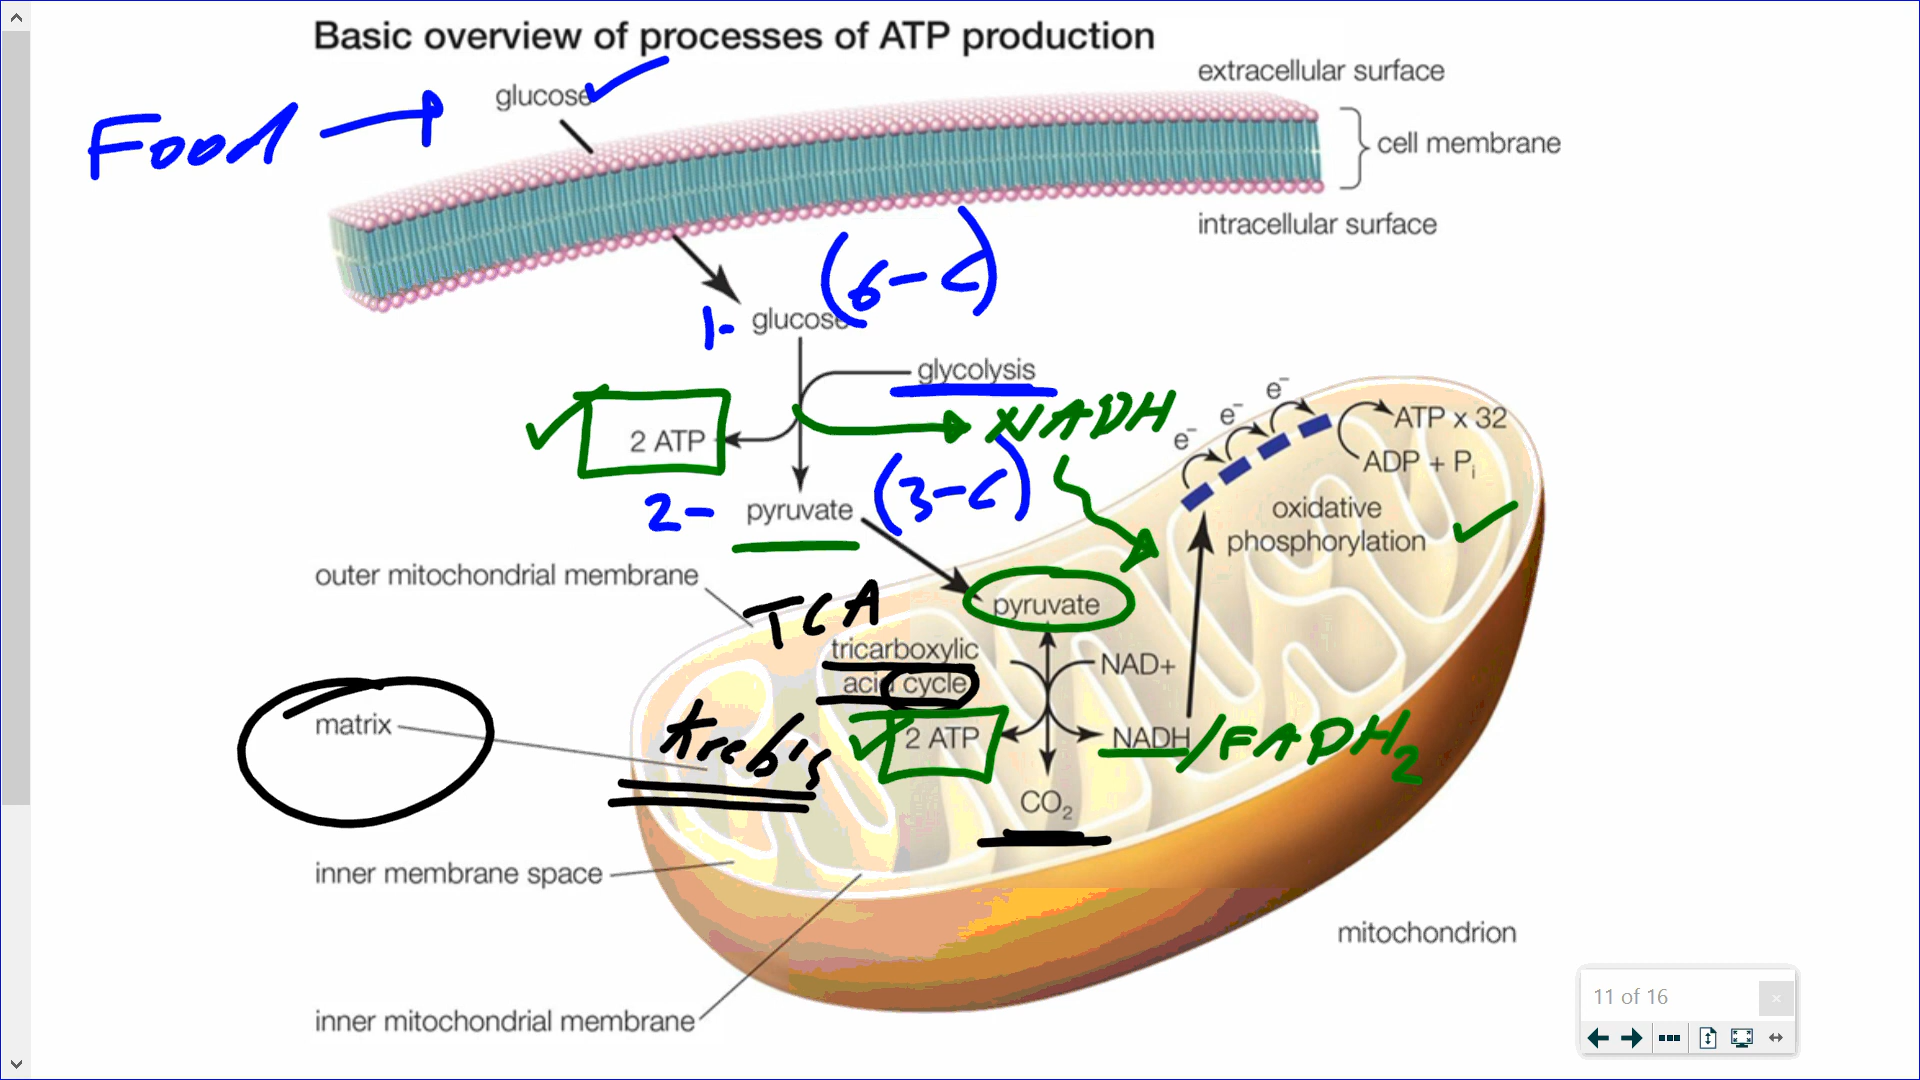 Basic overview of processes of ATP production
extracellular surface
glucose
Food →
cell membrane
intracellular surface
(6-C)
1- glucose
glycolysis
NADH
2 ATP
e⁻ e⁻ e⁻
ATP x 32
ADP + Pᵢ
2- pyruvate (3-C)
oxidative
phosphorylation
outer mitochondrial membrane
TCA
pyruvate
tricarboxylic
acid cycle
NAD+
matrix
Kreb's
2 ATP
NADH/FADH₂
CO₂
inner membrane space
mitochondrion
inner mitochondrial membrane
11 of 16